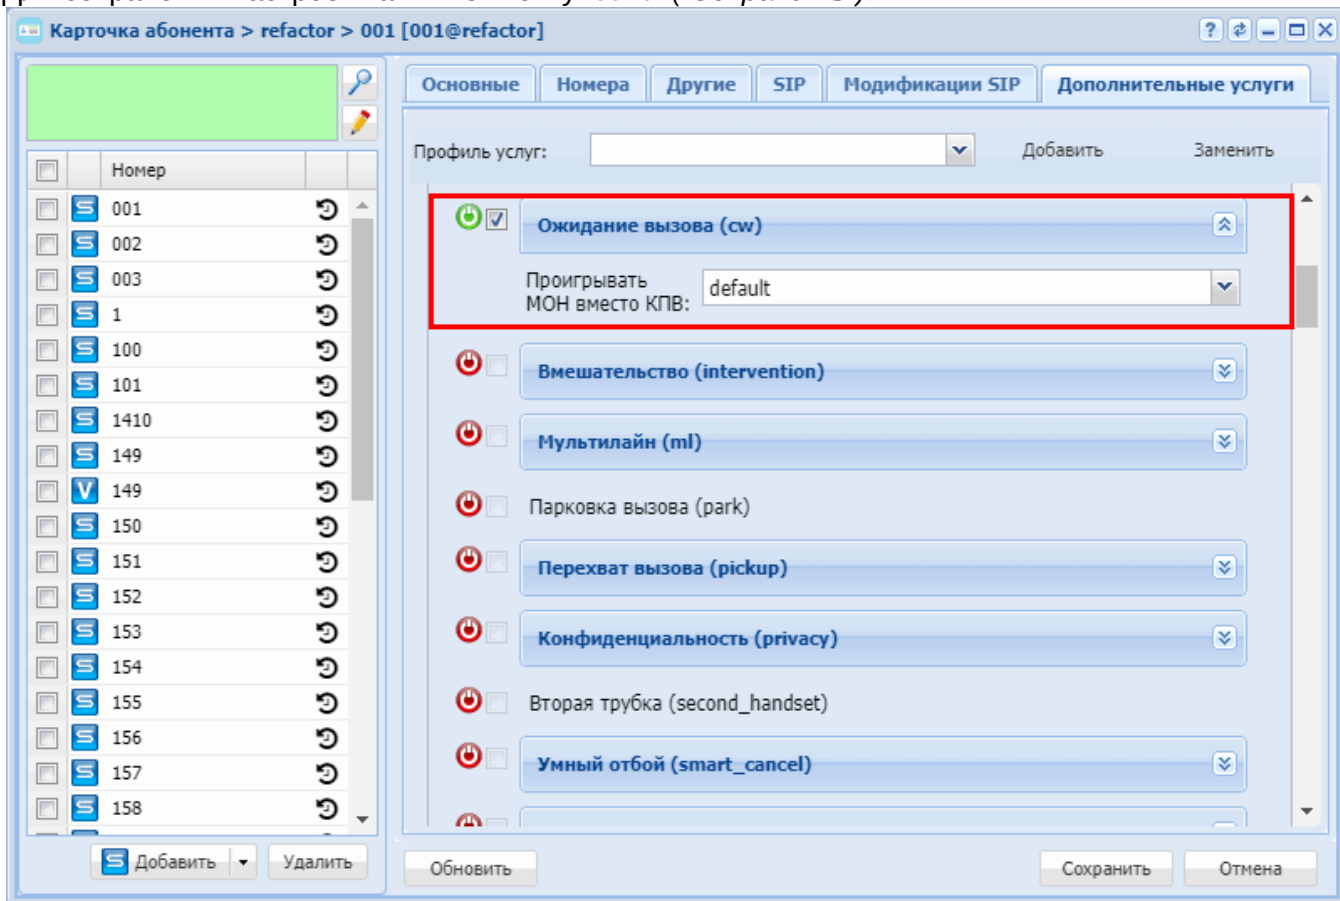 Карточка абонента > refactor > 001 [001@refactor]
Номер
001
002
003
1
100
101
1410
149
149
150
151
152
153
154
155
156
157
158
Добавить
Удалить
Основные
Номера
Другие
SIP
Модификации SIP
Дополнительные услуги
Профиль услуг:
Добавить
Заменить
Ожидание вызова (cw)
Проигрывать
МОН вместо КПВ:
default
Вмешательство (intervention)
Мультилайн (ml)
Парковка вызова (park)
Перехват вызова (pickup)
Конфиденциальность (privacy)
Вторая трубка (second_handset)
Умный отбой (smart_cancel)
Обновить
Сохранить
Отмена